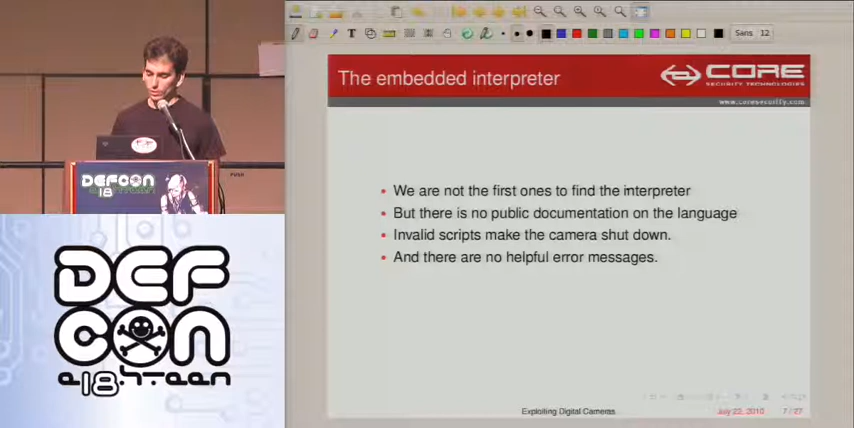 Sans 12
The embedded interpreter
CORE
SECURITY TECHNOLOGIES
www.coresecurity.com
• We are not the first ones to find the interpreter
• But there is no public documentation on the language
• Invalid scripts make the camera shut down.
• And there are no helpful error messages.
Exploiting Digital Cameras
July 22, 2010
7 / 27
DEFCON
18
DEF
CON
e18hteen